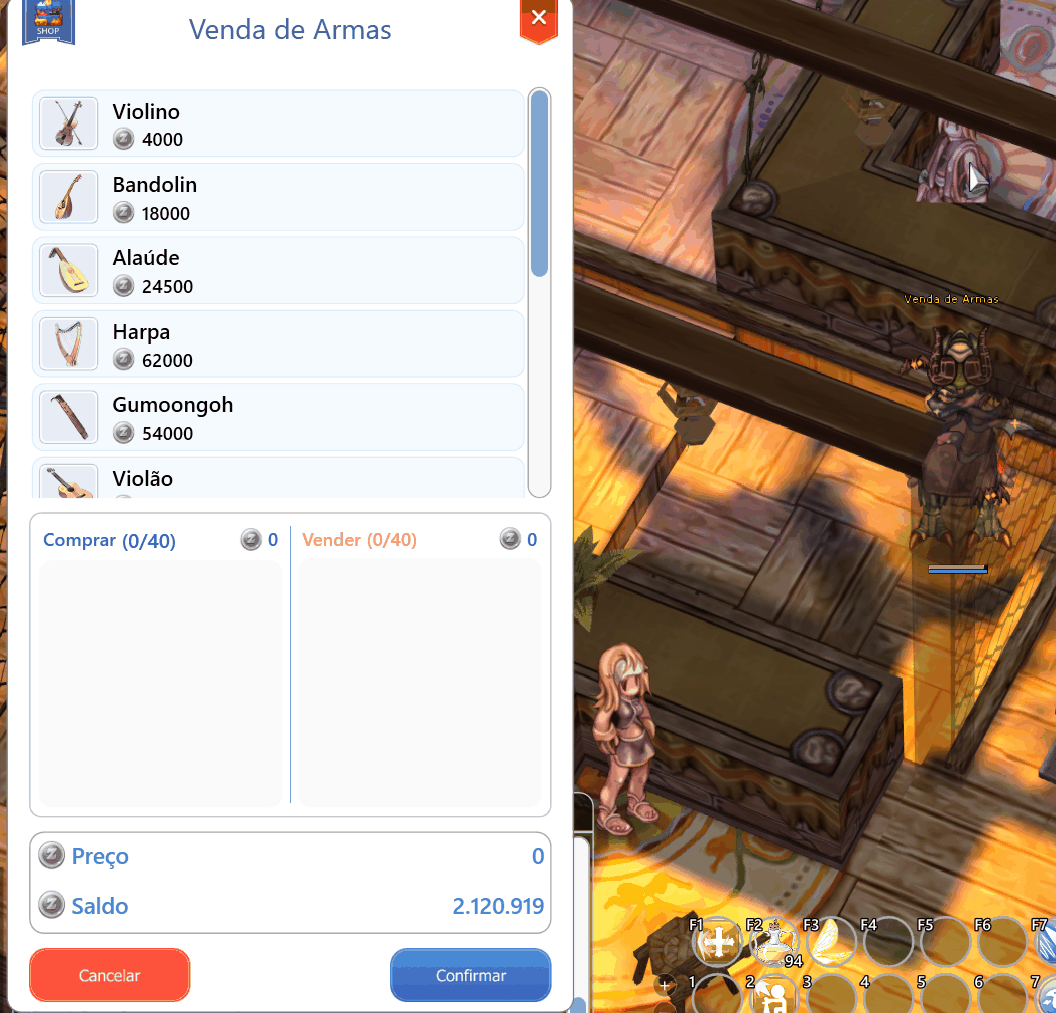 SHOP
Venda de Armas
Violino
4000
Bandolin
18000
Alaúde
24500
Harpa
62000
Gumoongoh
54000
Violão
Comprar (0/40)
0
Vender (0/40)
0
Preço
0
Saldo
2.120.919
Cancelar
Confirmar
Venda de Armas
F1
F2
94
F3
F4
F5
F6
F7
1
2
3
4
5
6
7